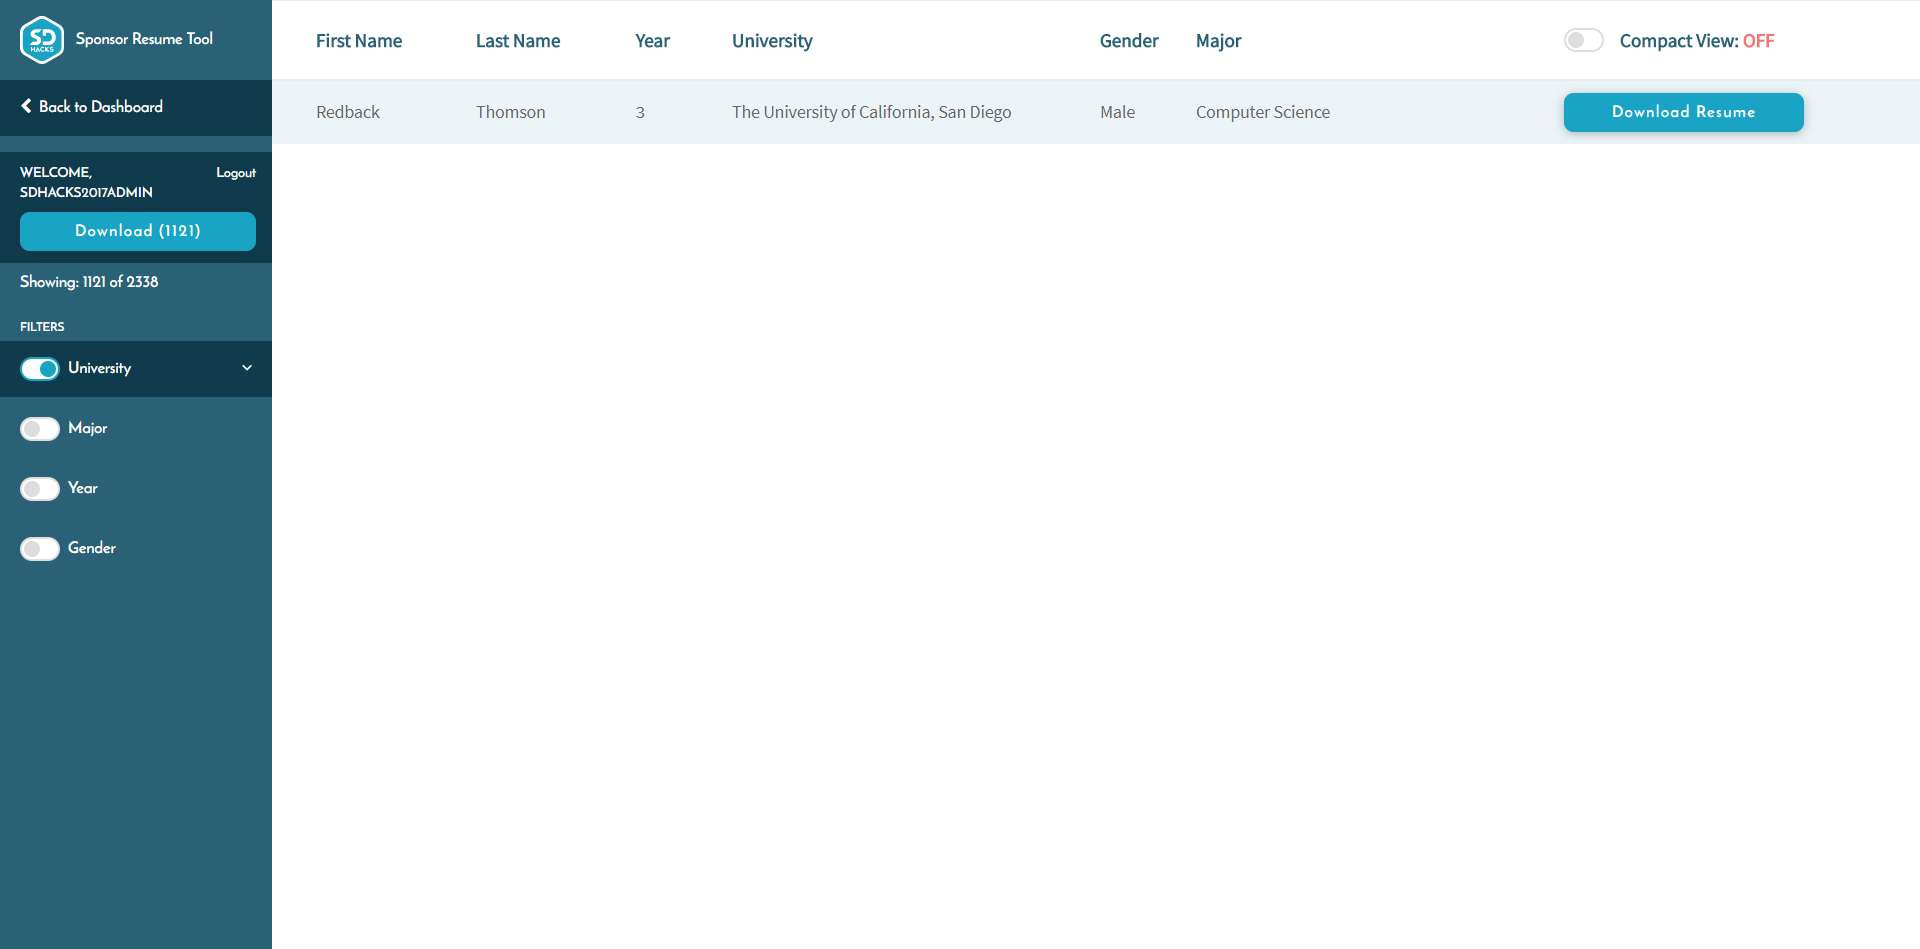 SD
HACKS
Sponsor Resume Tool
Back to Dashboard
WELCOME,
SDHACKS2017ADMIN
Logout
Download (1121)
Showing: 1121 of 2338
FILTERS
University
Major
Year
Gender
First Name Last Name Year University Gender Major Compact View: OFF
Redback Thomson 3 The University of California, San Diego Male Computer Science Download Resume